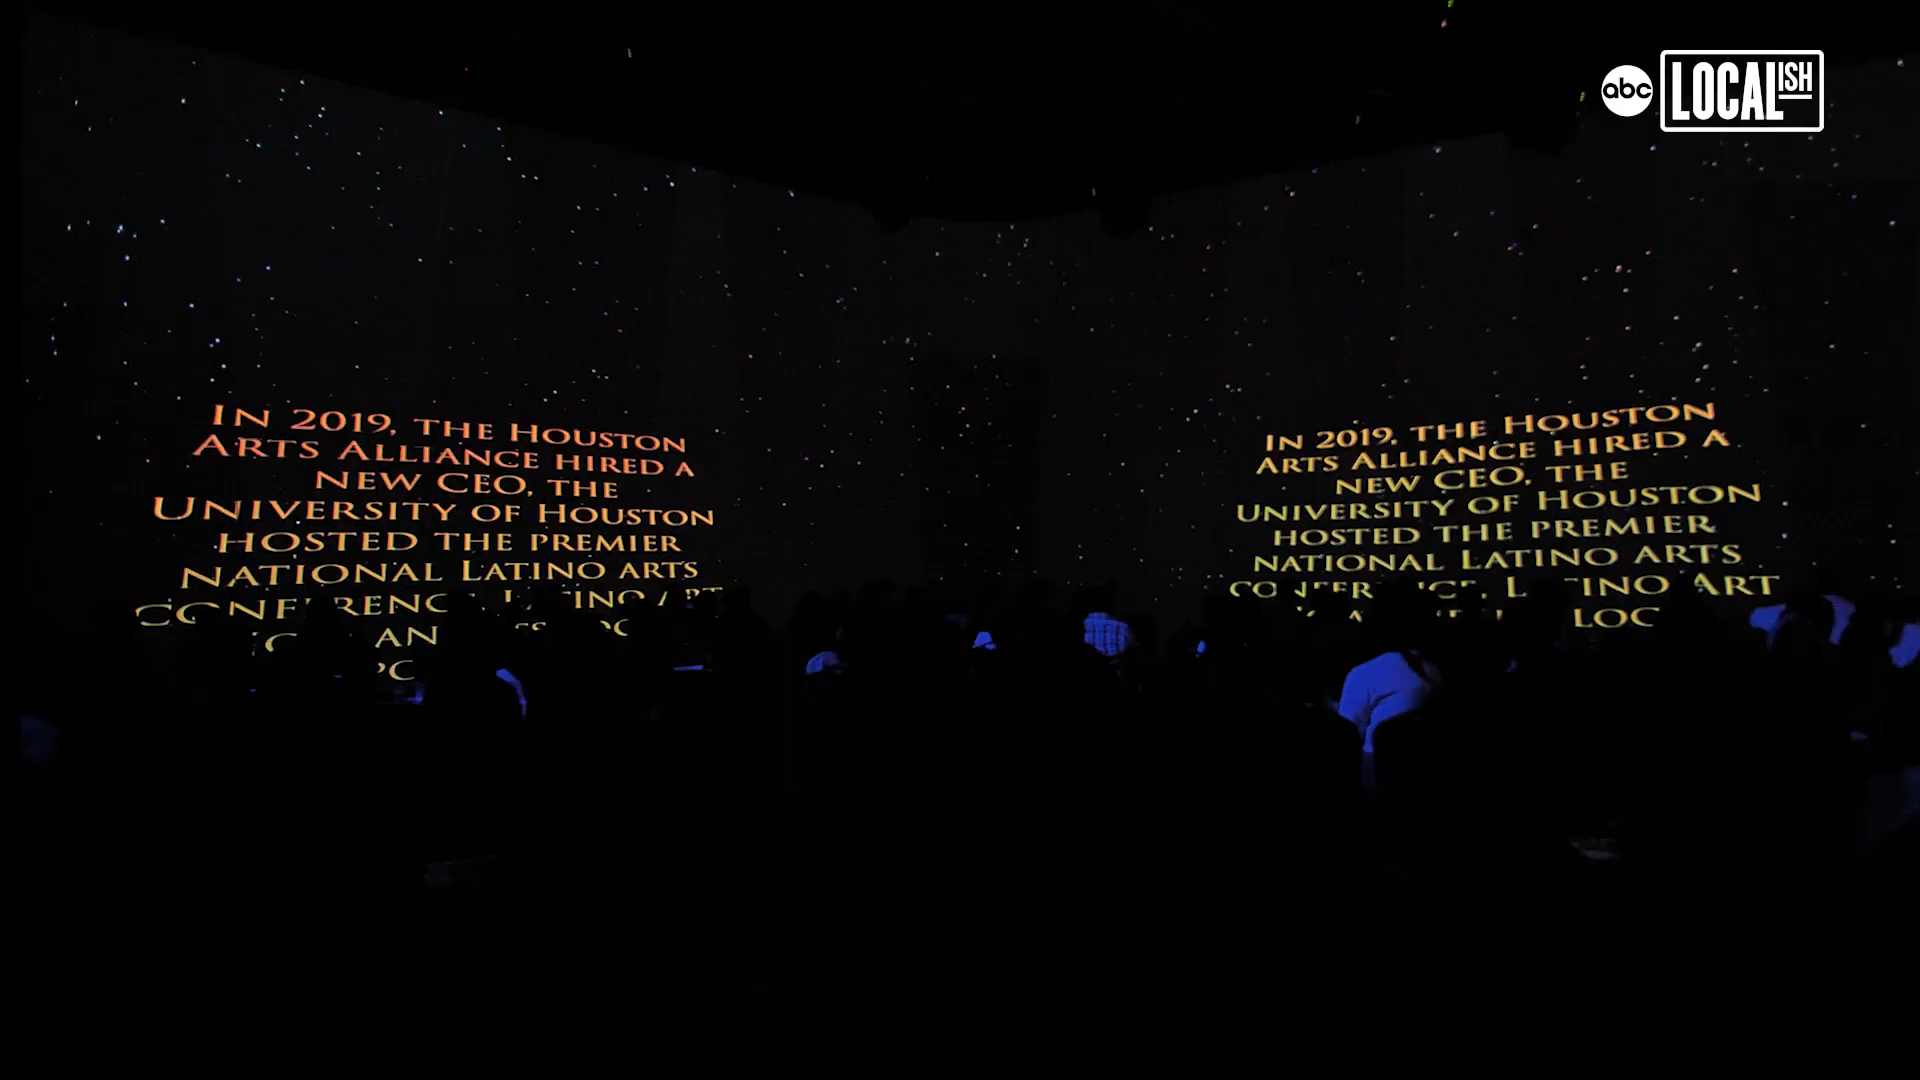 abc LOCALISH
IN 2019, THE HOUSTON
ARTS ALLIANCE HIRED A
NEW CEO, THE
UNIVERSITY OF HOUSTON
HOSTED THE PREMIER
NATIONAL LATINO ARTS
IN 2019, THE HOUSTON
ARTS ALLIANCE HIRED A
NEW CEO, THE
UNIVERSITY OF HOUSTON
HOSTED THE PREMIER
NATIONAL LATINO ARTS
ART